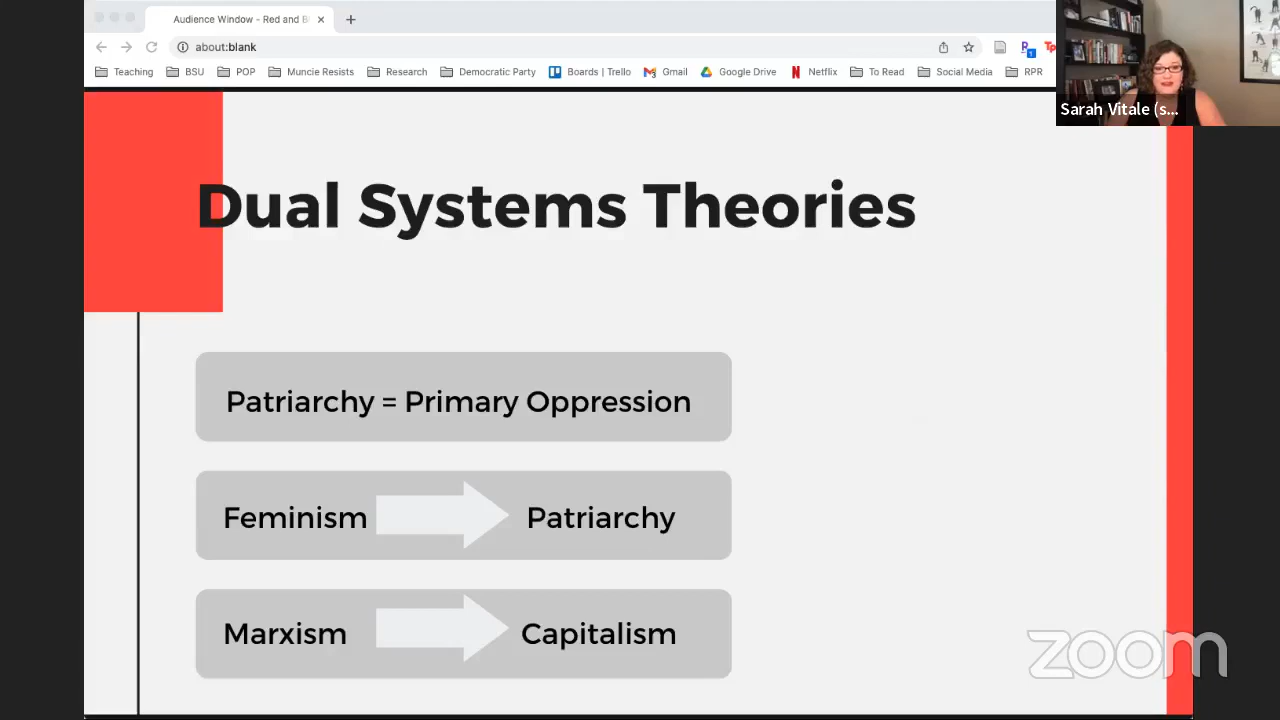 Audience Window - Red and B
about:blank
Teaching BSU POP Muncie Resists Research Democratic Party Boards | Trello Gmail Google Drive Netflix To Read Social Media RPR
Sarah Vitale (s...
Dual Systems Theories
Patriarchy = Primary Oppression
Feminism Patriarchy
Marxism Capitalism
zoom